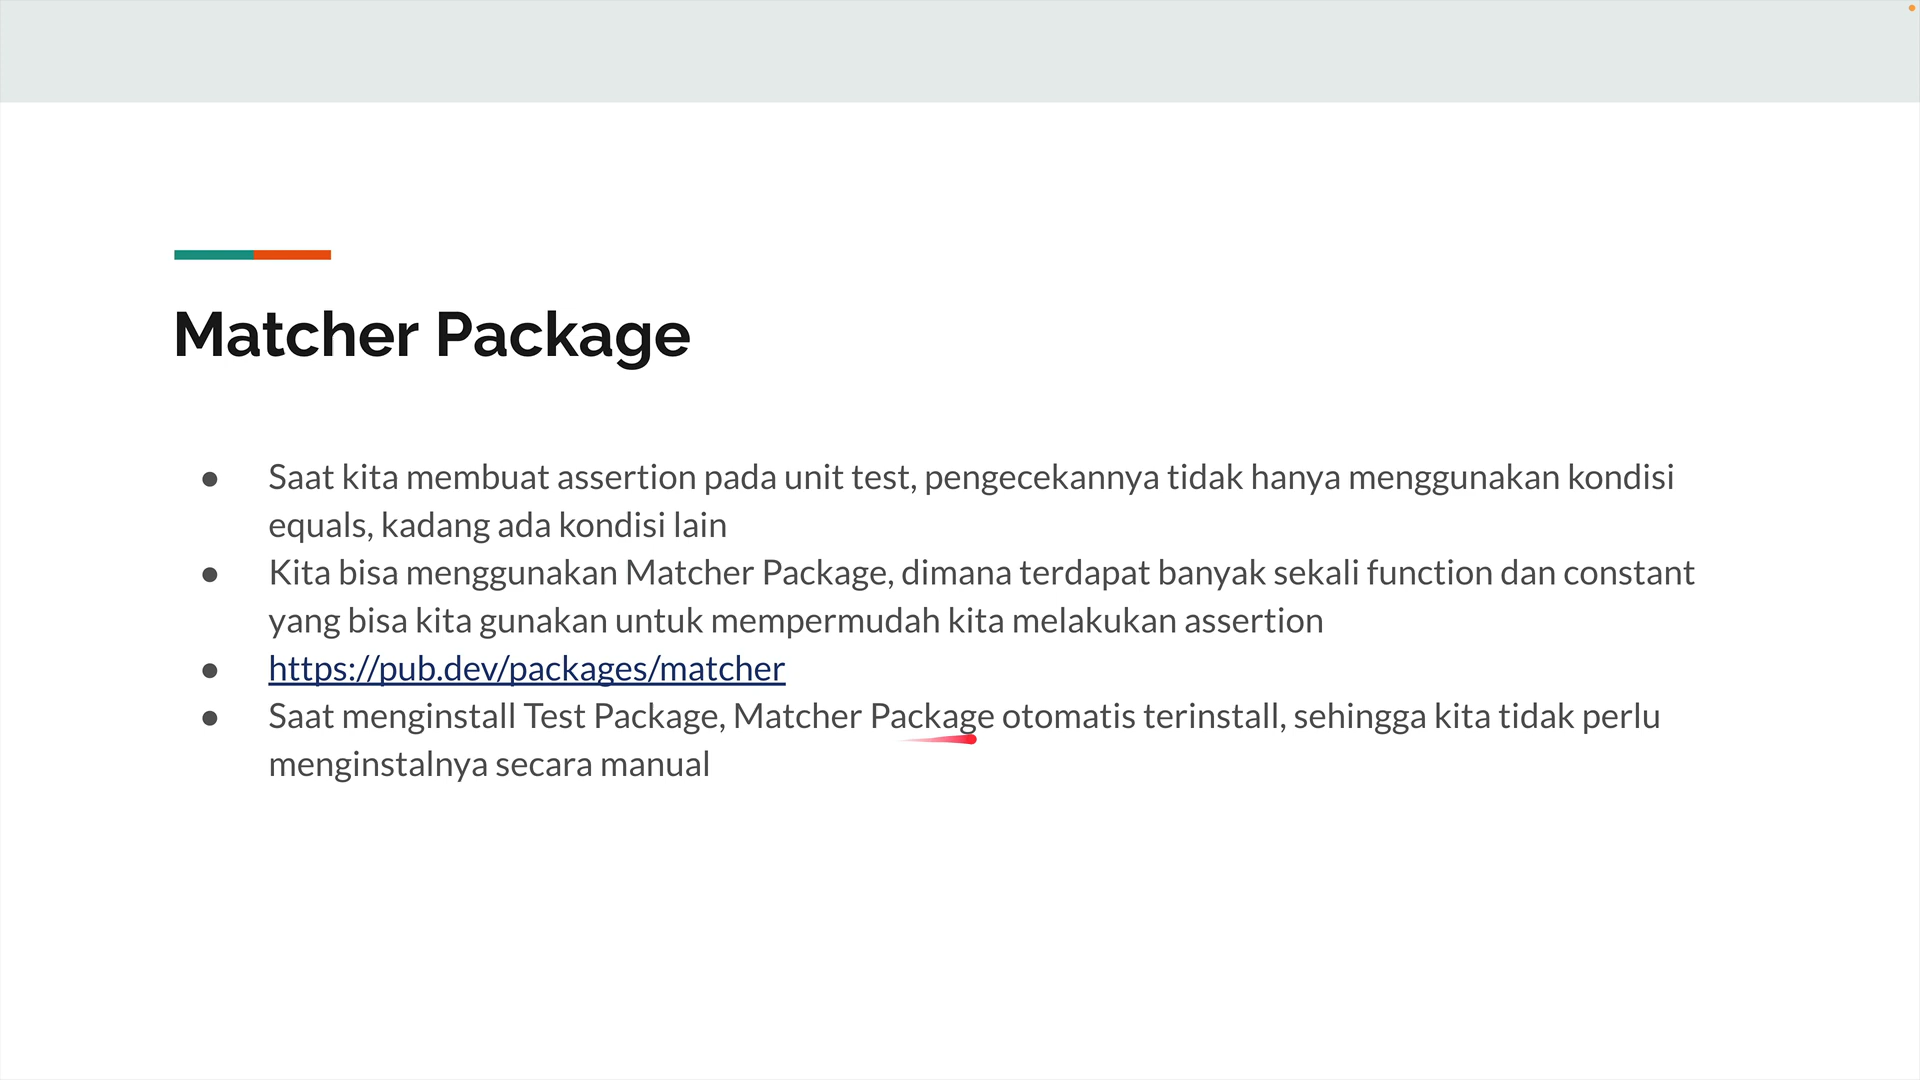 Matcher Package
● Saat kita membuat assertion pada unit test, pengecekannya tidak hanya menggunakan kondisi
equals, kadang ada kondisi lain
● Kita bisa menggunakan Matcher Package, dimana terdapat banyak sekali function dan constant
yang bisa kita gunakan untuk mempermudah kita melakukan assertion
● https://pub.dev/packages/matcher
● Saat menginstall Test Package, Matcher Package otomatis terinstall, sehingga kita tidak perlu
menginstalnya secara manual